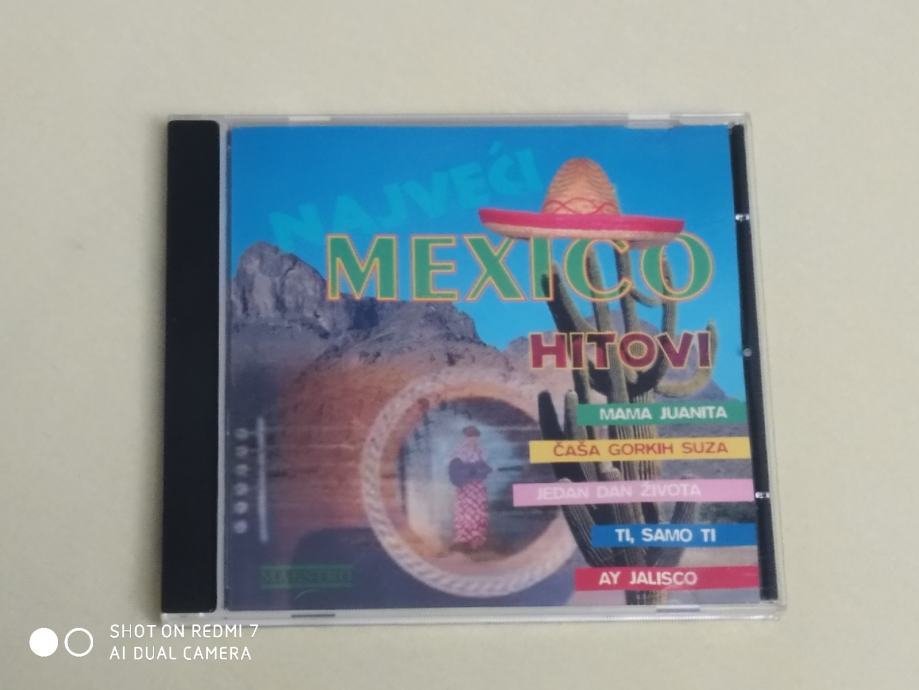 NAJVEĆI
MEXICO
HITOVI
MAMA JUANITA
ČAŠA GORKIH SUZA
JEDAN DAN ŽIVOTA
TI, SAMO TI
AY JALISCO
MAESTRO
SHOT ON REDMI 7
AI DUAL CAMERA